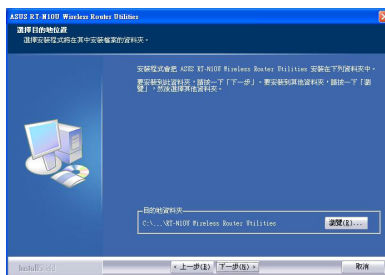 ASUS RT-N10U Wireless Router Utilities
選擇目的地位置
選擇安裝程式將在其中安裝檔案的資料夾。
安裝程式會把 ASUS RT-N10U Wireless Router Utilities 安裝在下列資料夾中。
要安裝到此資料夾，請按一下「下一步」。要安裝到其他資料夾，請按一下「瀏
覽」，然後選擇其他資料夾。
目的地資料夾
C:\...\RT-N10U Wireless Router Utilities
瀏覽(R)...
InstallShield
< 上一步(B)
下一步(N) >
取消